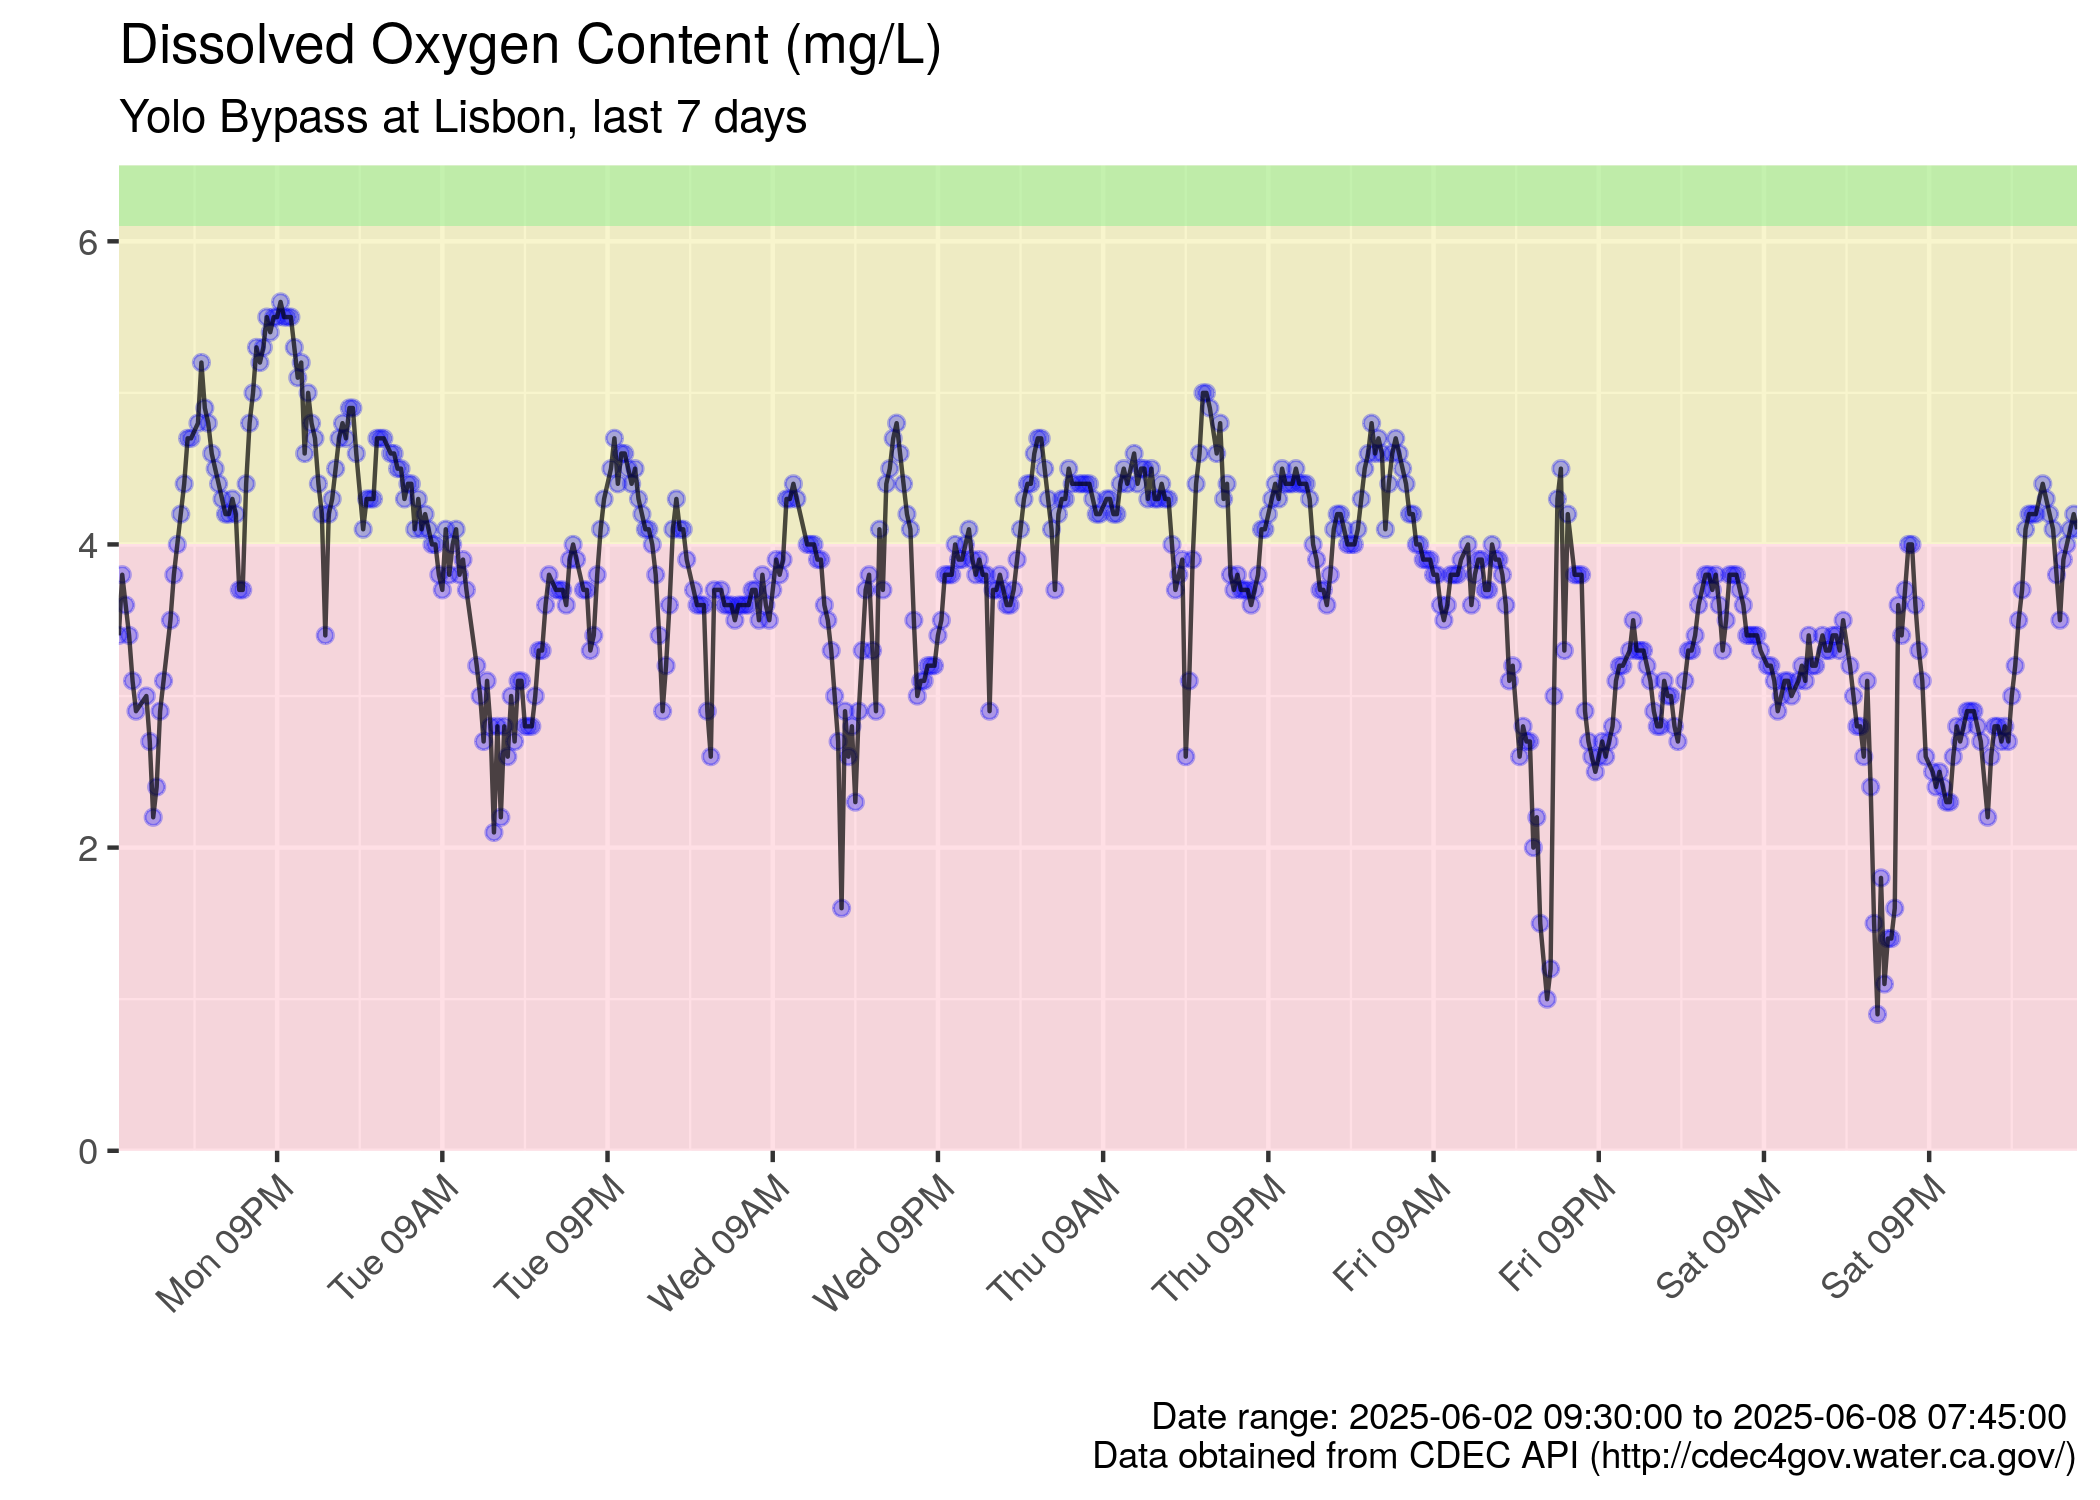 Dissolved Oxygen Content (mg/L)
Yolo Bypass at Lisbon, last 7 days
6
4
2
0
Mon 09PM
Tue 09AM
Tue 09PM
Wed 09AM
Wed 09PM
Thu 09AM
Thu 09PM
Fri 09AM
Fri 09PM
Sat 09AM
Sat 09PM
Date range: 2025-06-02 09:30:00 to 2025-06-08 07:45:00
Data obtained from CDEC API (http://cdec4gov.water.ca.gov/)